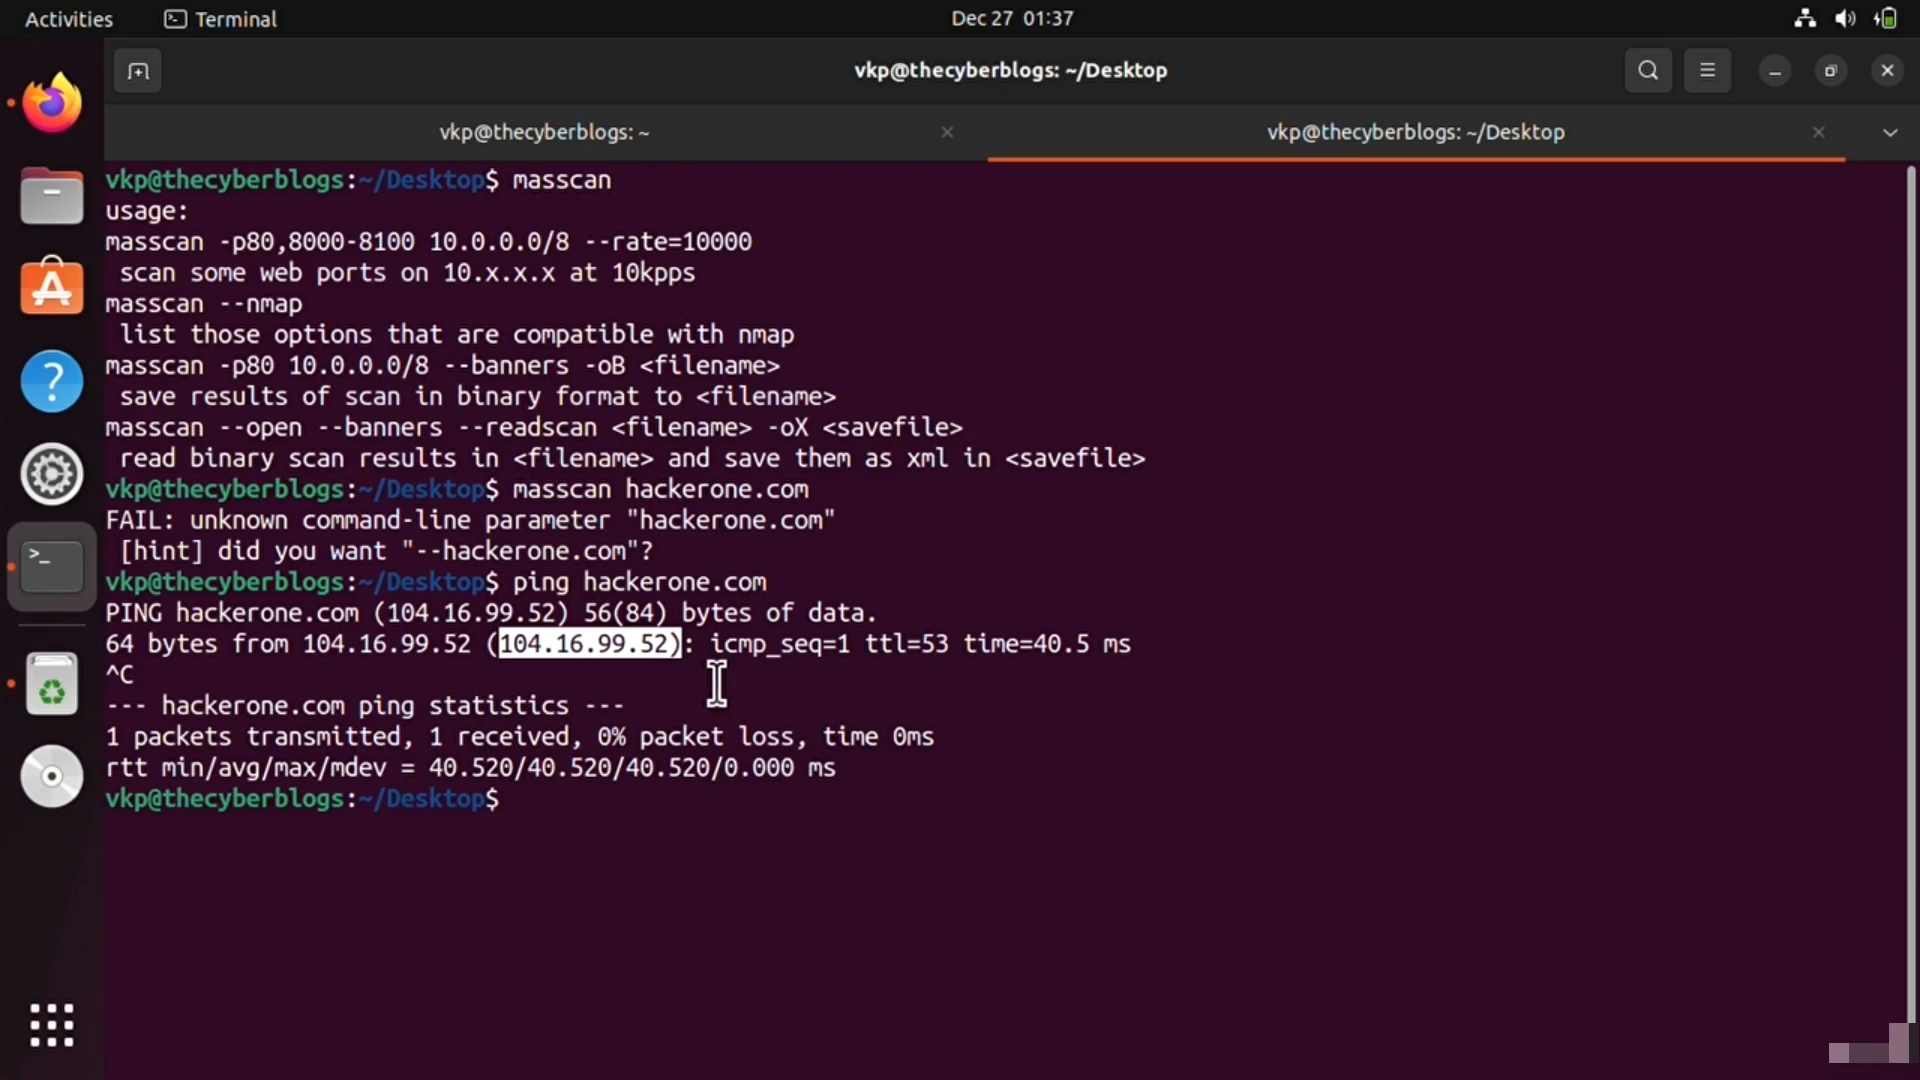 Activities
Terminal
Dec 27 01:37
vkp@thecyberblogs: ~/Desktop
vkp@thecyberblogs: ~
vkp@thecyberblogs: ~/Desktop
vkp@thecyberblogs:~/Desktop$ masscan
usage:
masscan -p80,8000-8100 10.0.0.0/8 --rate=10000
 scan some web ports on 10.x.x.x at 10kpps
masscan --nmap
 list those options that are compatible with nmap
masscan -p80 10.0.0.0/8 --banners -oB <filename>
 save results of scan in binary format to <filename>
masscan --open --banners --readscan <filename> -oX <savefile>
 read binary scan results in <filename> and save them as xml in <savefile>
vkp@thecyberblogs:~/Desktop$ masscan hackerone.com
FAIL: unknown command-line parameter "hackerone.com"
 [hint] did you want "--hackerone.com"?
vkp@thecyberblogs:~/Desktop$ ping hackerone.com
PING hackerone.com (104.16.99.52) 56(84) bytes of data.
64 bytes from 104.16.99.52 (104.16.99.52): icmp_seq=1 ttl=53 time=40.5 ms
^C
--- hackerone.com ping statistics ---
1 packets transmitted, 1 received, 0% packet loss, time 0ms
rtt min/avg/max/mdev = 40.520/40.520/40.520/0.000 ms
vkp@thecyberblogs:~/Desktop$